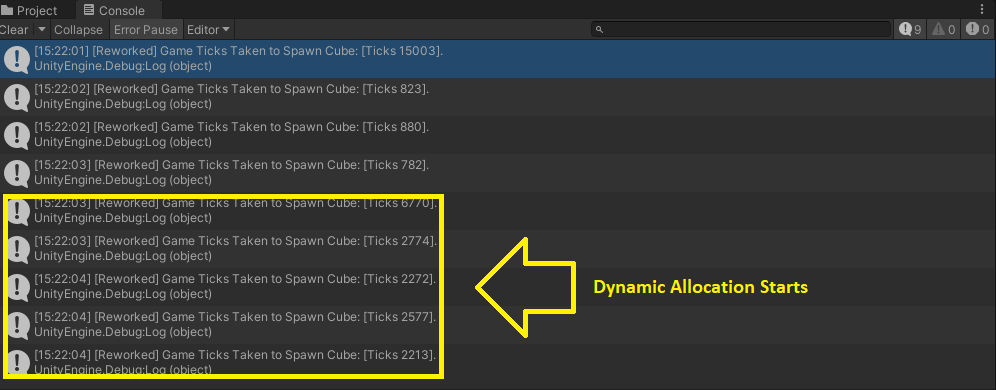 Project Console
Clear Collapse Error Pause Editor 9 0 0
[15:22:01] [Reworked] Game Ticks Taken to Spawn Cube: [Ticks 15003].
UnityEngine.Debug:Log (object)
[15:22:02] [Reworked] Game Ticks Taken to Spawn Cube: [Ticks 823].
UnityEngine.Debug:Log (object)
[15:22:02] [Reworked] Game Ticks Taken to Spawn Cube: [Ticks 880].
UnityEngine.Debug:Log (object)
[15:22:03] [Reworked] Game Ticks Taken to Spawn Cube: [Ticks 782].
UnityEngine.Debug:Log (object)
[15:22:03] [Reworked] Game Ticks Taken to Spawn Cube: [Ticks 6770].
UnityEngine.Debug:Log (object)
[15:22:03] [Reworked] Game Ticks Taken to Spawn Cube: [Ticks 2774].
UnityEngine.Debug:Log (object)
[15:22:04] [Reworked] Game Ticks Taken to Spawn Cube: [Ticks 2272].
UnityEngine.Debug:Log (object)
Dynamic Allocation Starts
[15:22:04] [Reworked] Game Ticks Taken to Spawn Cube: [Ticks 2577].
UnityEngine.Debug:Log (object)
[15:22:04] [Reworked] Game Ticks Taken to Spawn Cube: [Ticks 2213].
UnityEngine.Debug:Log (object)